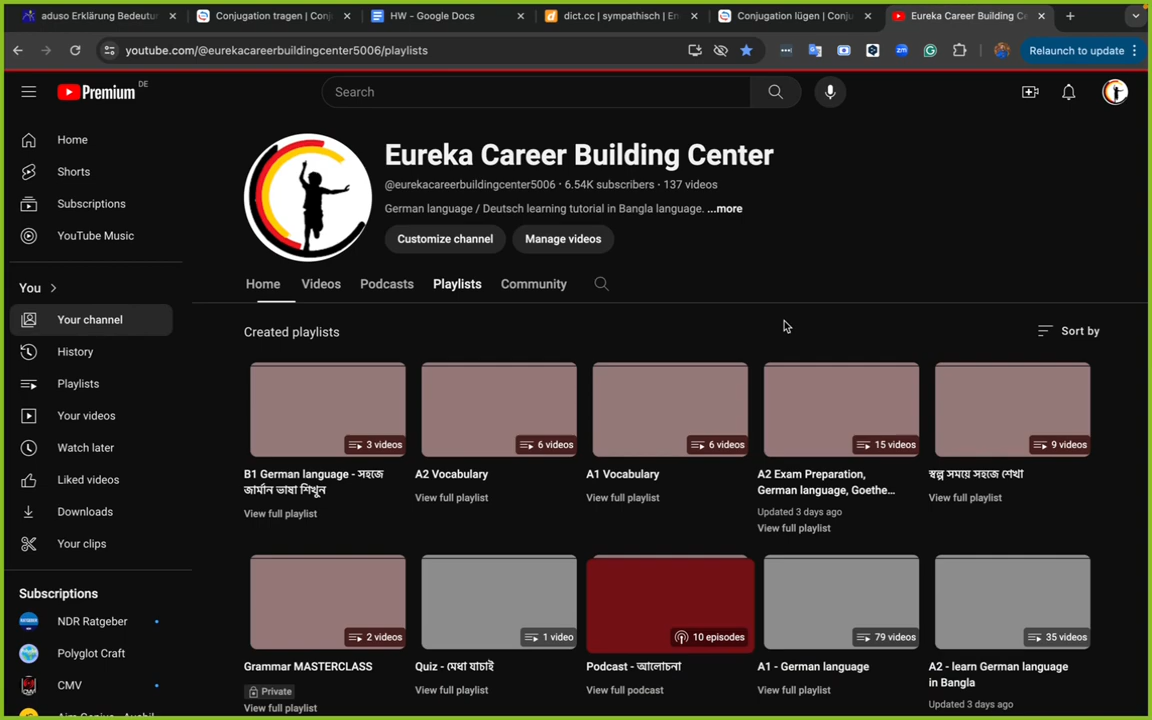 aduso Erklärung Bedeutur
Conjugation tragen | Conj
HW - Google Docs
dict.cc | sympathisch | En
Conjugation lügen | Conju
Eureka Career Building Ce
youtube.com/@eurekacareerbuildingcenter5006/playlists
Relaunch to update
Premium DE
Search
Home
Shorts
Subscriptions
YouTube Music
You
Your channel
History
Playlists
Your videos
Watch later
Liked videos
Downloads
Your clips
Subscriptions
NDR Ratgeber
Polyglot Craft
CMV
Eureka Career Building Center
@eurekacareerbuildingcenter5006 · 6.54K subscribers · 137 videos
German language / Deutsch learning tutorial in Bangla language. ...more
Customize channel
Manage videos
Home Videos Podcasts Playlists Community
Created playlists
Sort by
3 videos
B1 German language - সহজে
জার্মান ভাষা শিখুন
View full playlist
6 videos
A2 Vocabulary
View full playlist
6 videos
A1 Vocabulary
View full playlist
15 videos
A2 Exam Preparation,
German language, Goethe...
Updated 3 days ago
View full playlist
9 videos
স্বল্প সময়ে সহজে শেখা
View full playlist
2 videos
Grammar MASTERCLASS
Private
View full playlist
1 video
Quiz - মেধা যাচাই
View full playlist
10 episodes
Podcast - আলোচনা
View full podcast
79 videos
A1 - German language
View full playlist
35 videos
A2 - learn German language
in Bangla
Updated 3 days ago